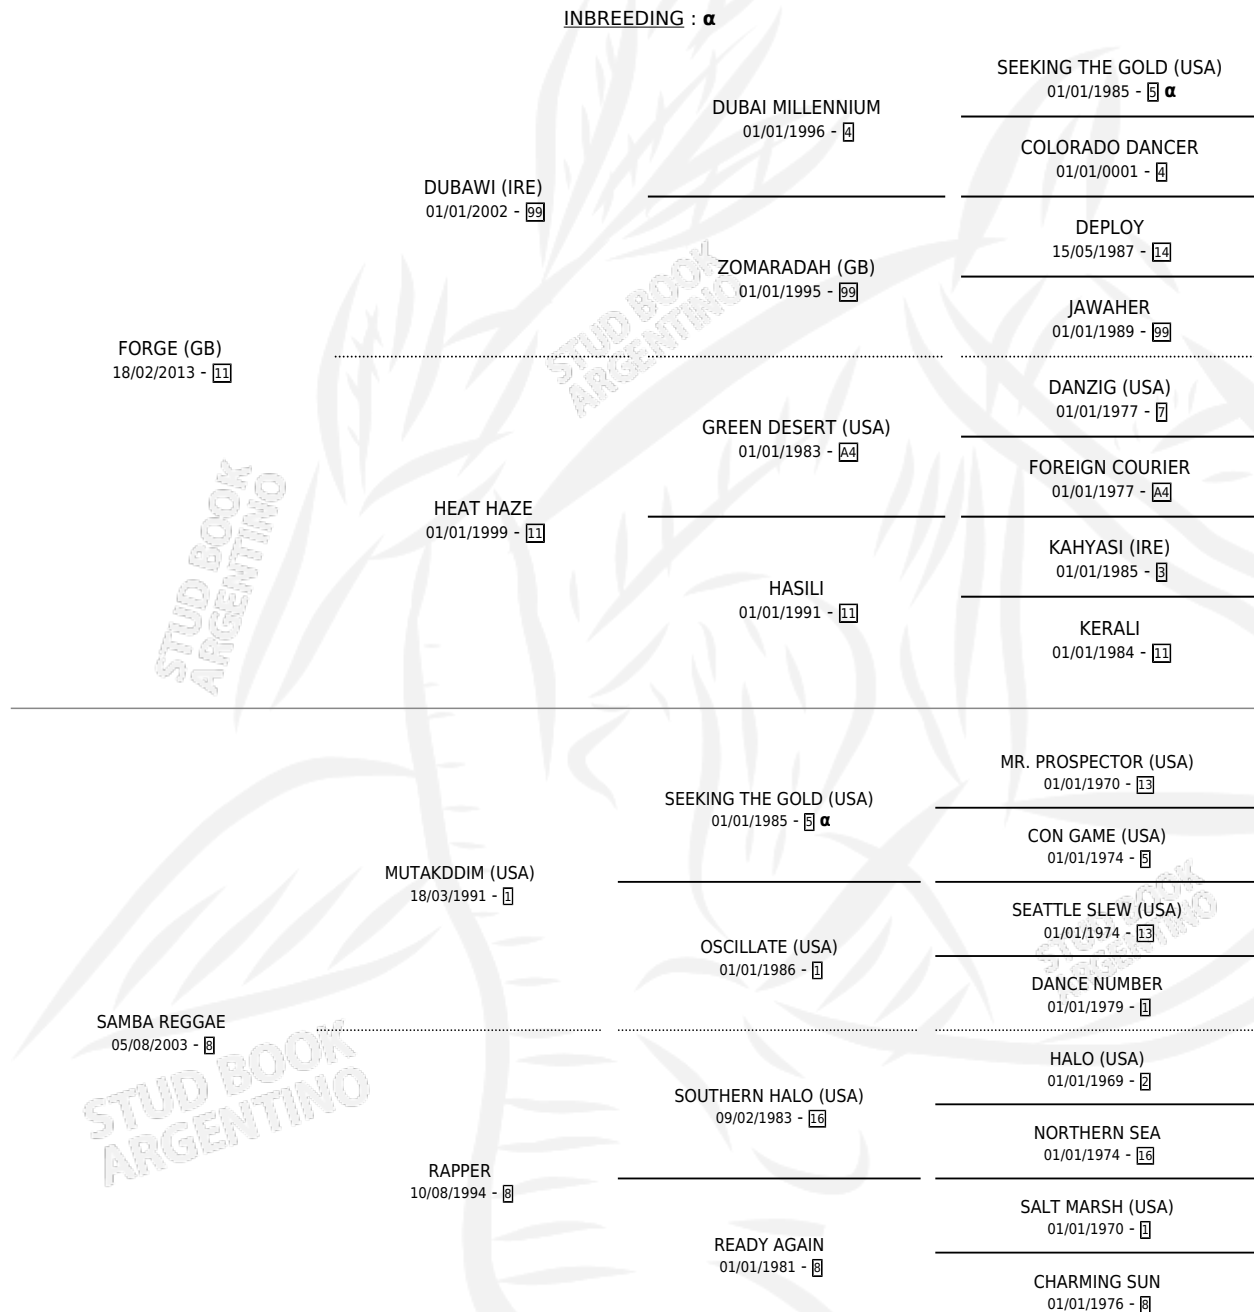 INBREEDING : α
SEEKING THE GOLD (USA)
01/01/1985 - 5 α
DUBAI MILLENNIUM
01/01/1996 - 4
COLORADO DANCER
01/01/0001 - 4
DUBAWI (IRE)
01/01/2002 - 99
DEPLOY
15/05/1987 - 14
ZOMARADAH (GB)
01/01/1995 - 99
JAWAHER
01/01/1989 - 99
FORGE (GB)
18/02/2013 - 11
DANZIG (USA)
01/01/1977 - 7
GREEN DESERT (USA)
01/01/1983 - A4
FOREIGN COURIER
01/01/1977 - A4
HEAT HAZE
01/01/1999 - 11
KAHYASI (IRE)
01/01/1985 - 3
HASILI
01/01/1991 - 11
KERALI
01/01/1984 - 11
MR. PROSPECTOR (USA)
01/01/1970 - 13
SEEKING THE GOLD (USA)
01/01/1985 - 5 α
CON GAME (USA)
01/01/1974 - 5
MUTAKDDIM (USA)
18/03/1991 - 1
SEATTLE SLEW (USA)
01/01/1974 - 13
OSCILLATE (USA)
01/01/1986 - 1
DANCE NUMBER
01/01/1979 - 1
SAMBA REGGAE
05/08/2003 - 8
HALO (USA)
01/01/1969 - 2
SOUTHERN HALO (USA)
09/02/1983 - 16
NORTHERN SEA
01/01/1974 - 16
RAPPER
10/08/1994 - 8
SALT MARSH (USA)
01/01/1970 - 1
READY AGAIN
01/01/1981 - 8
CHARMING SUN
01/01/1976 - 8
STUD BOOK
ARGENTINO
STUD BOOK
ARGENTINO
STUD BOOK
ARGENTINO
STUD BOOK
ARGENTINO